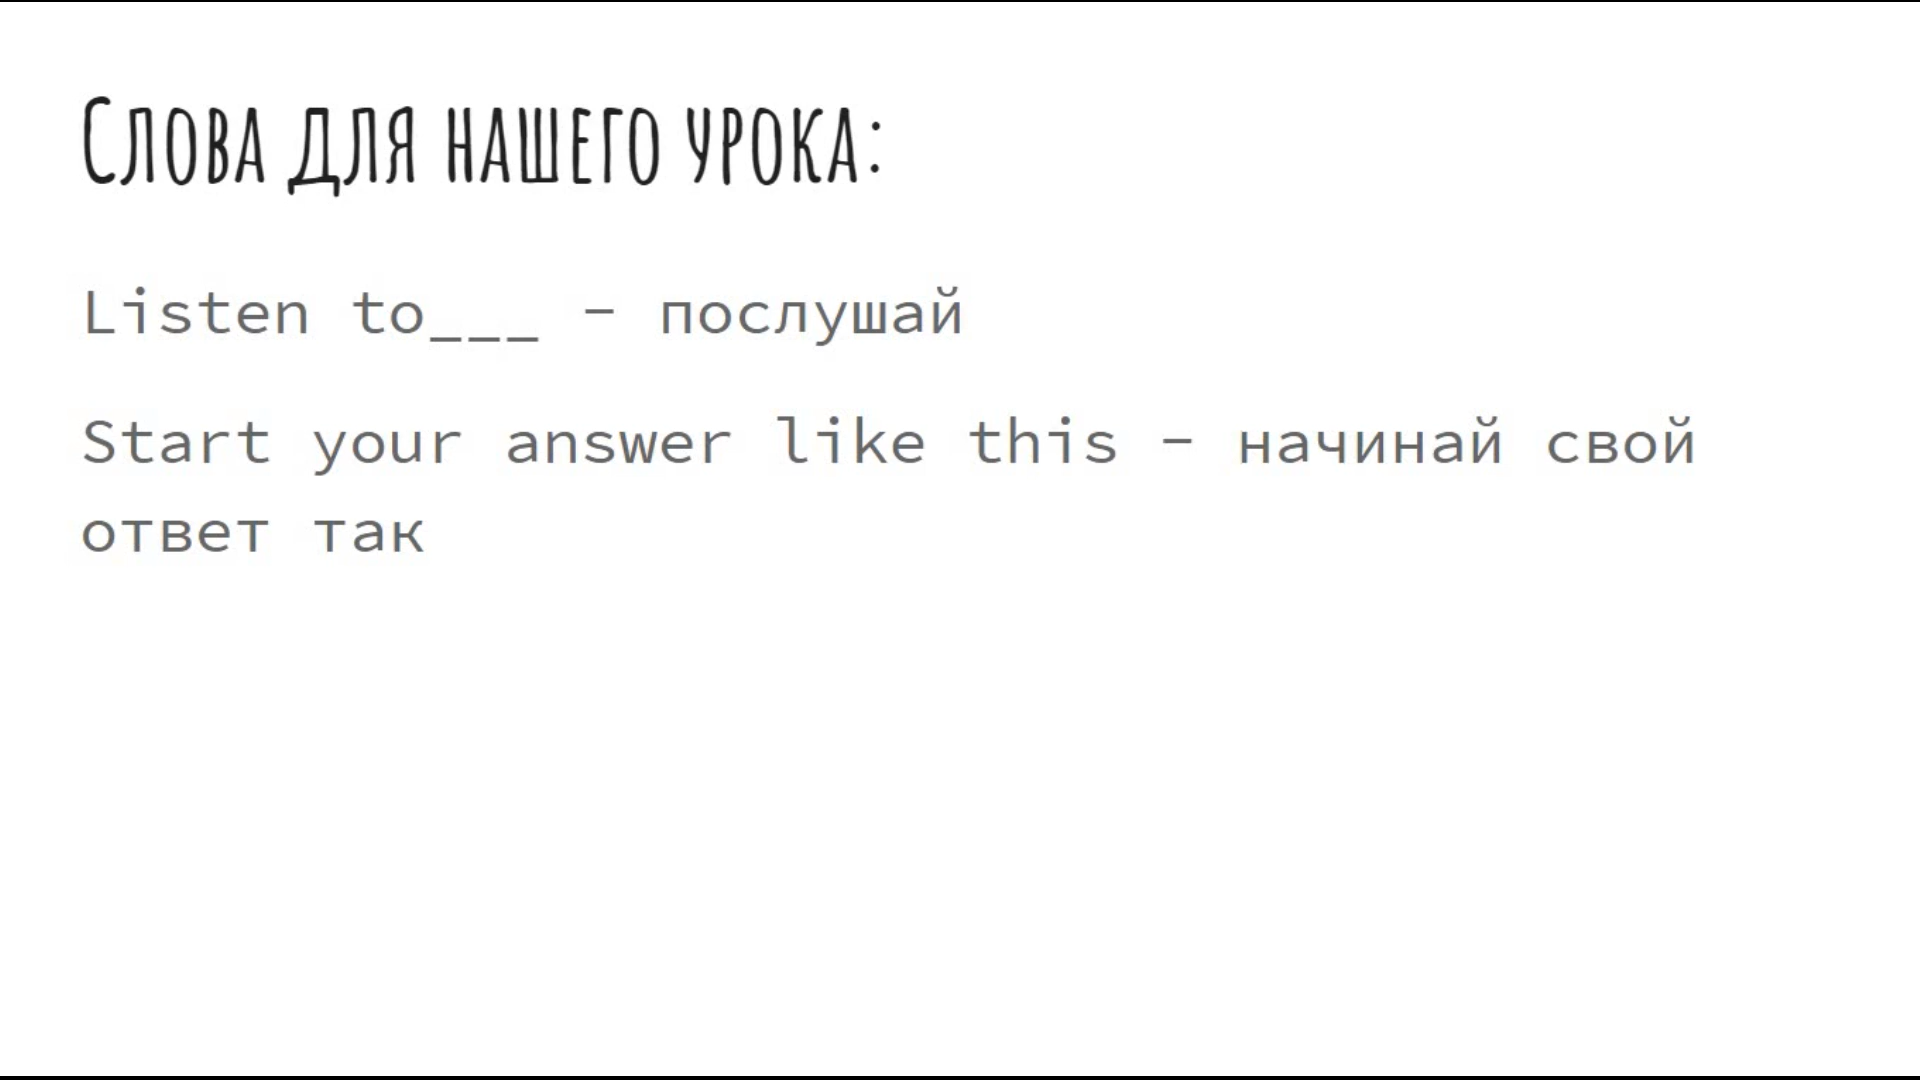 Слова для нашего урока:
Listen to___ - послушай
Start your answer like this - начинай свой
ответ так